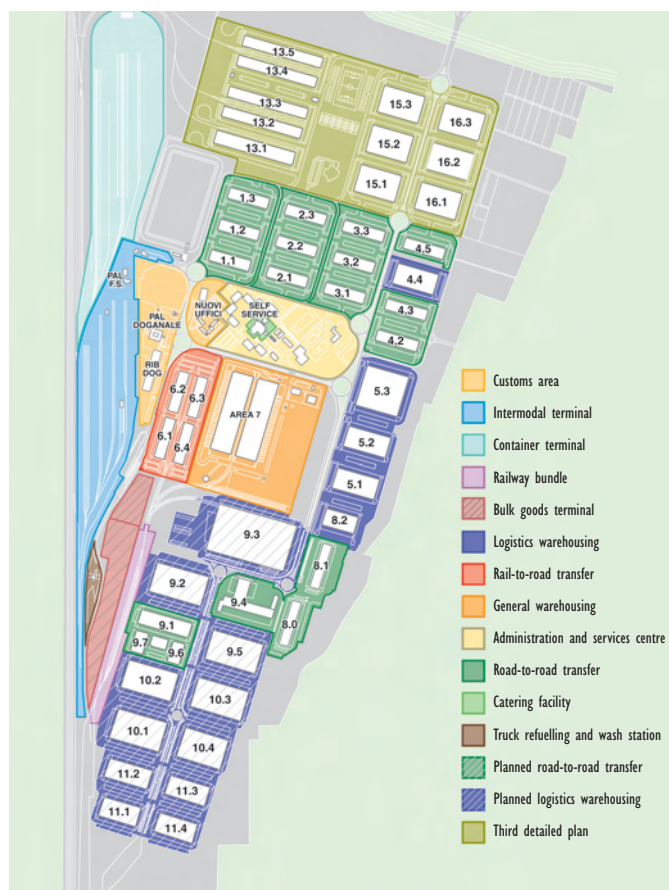 13.5
13.4
13.3
13.2
13.1
15.3
15.2
15.1
16.3
16.2
16.1
1.3
1.2
1.1
2.3
2.2
2.1
3.3
3.2
3.1
4.5
4.4
4.3
4.2
PAL
F.S.
PAL
DOGANALE
RIB
DOG
NUOVI
UFFICI
SELF
SERVICE
6.2
6.3
6.1
6.4
AREA 7
5.3
5.2
5.1
8.2
9.3
8.1
9.2
9.4
8.0
9.1
9.7
9.6
9.5
10.2
10.3
10.1
10.4
11.2
11.3
11.1
11.4
Customs area
Intermodal terminal
Container terminal
Railway bundle
Bulk goods terminal
Logistics warehousing
Rail-to-road transfer
General warehousing
Administration and services centre
Road-to-road transfer
Catering facility
Truck refuelling and wash station
Planned road-to-road transfer
Planned logistics warehousing
Third detailed plan